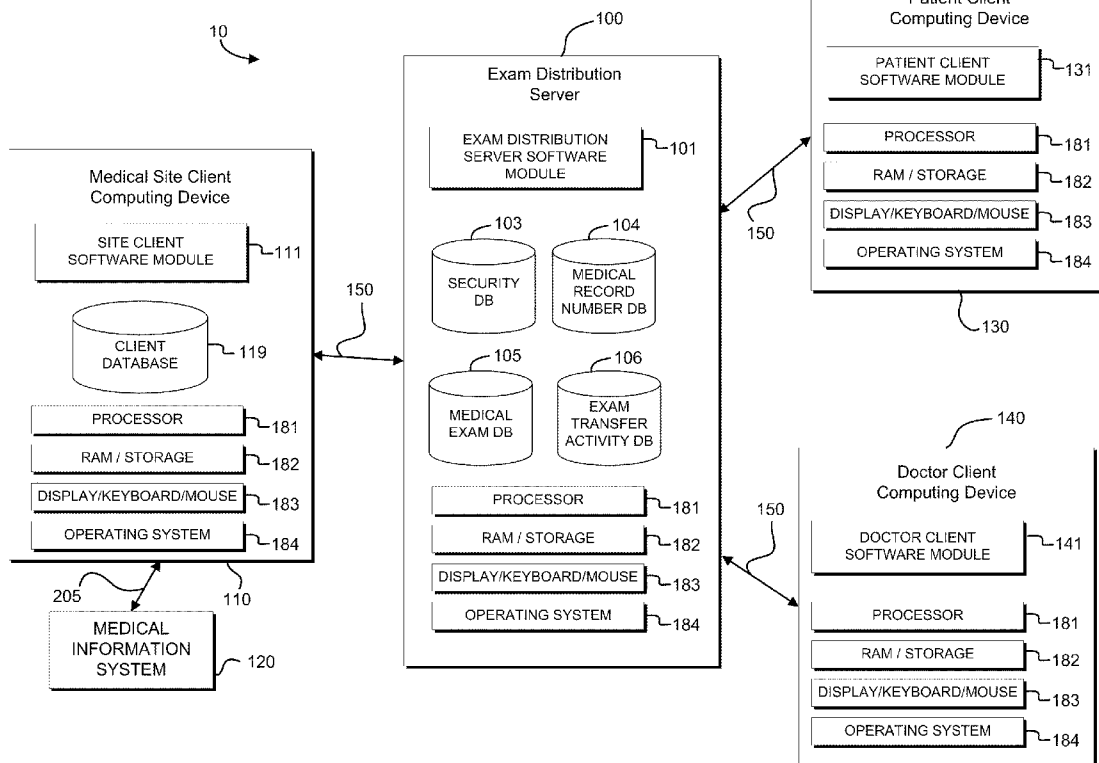 10
100
Exam Distribution
Server
EXAM DISTRIBUTION
SERVER SOFTWARE
MODULE
101
103
SECURITY
DB
104
MEDICAL
RECORD
NUMBER DB
105
MEDICAL
EXAM DB
106
EXAM
TRANSFER
ACTIVITY DB
PROCESSOR
181
RAM / STORAGE
182
DISPLAY/KEYBOARD/MOUSE
183
OPERATING SYSTEM
184
Medical Site Client
Computing Device
SITE CLIENT
SOFTWARE MODULE
111
CLIENT
DATABASE
119
PROCESSOR
181
RAM / STORAGE
182
DISPLAY/KEYBOARD/MOUSE
183
OPERATING SYSTEM
184
110
205
MEDICAL
INFORMATION
SYSTEM
120
150
150
150
Patient Client
Computing Device
PATIENT CLIENT
SOFTWARE MODULE
131
PROCESSOR
181
RAM / STORAGE
182
DISPLAY/KEYBOARD/MOUSE
183
OPERATING SYSTEM
184
130
140
Doctor Client
Computing Device
DOCTOR CLIENT
SOFTWARE MODULE
141
PROCESSOR
181
RAM / STORAGE
182
DISPLAY/KEYBOARD/MOUSE
183
OPERATING SYSTEM
184